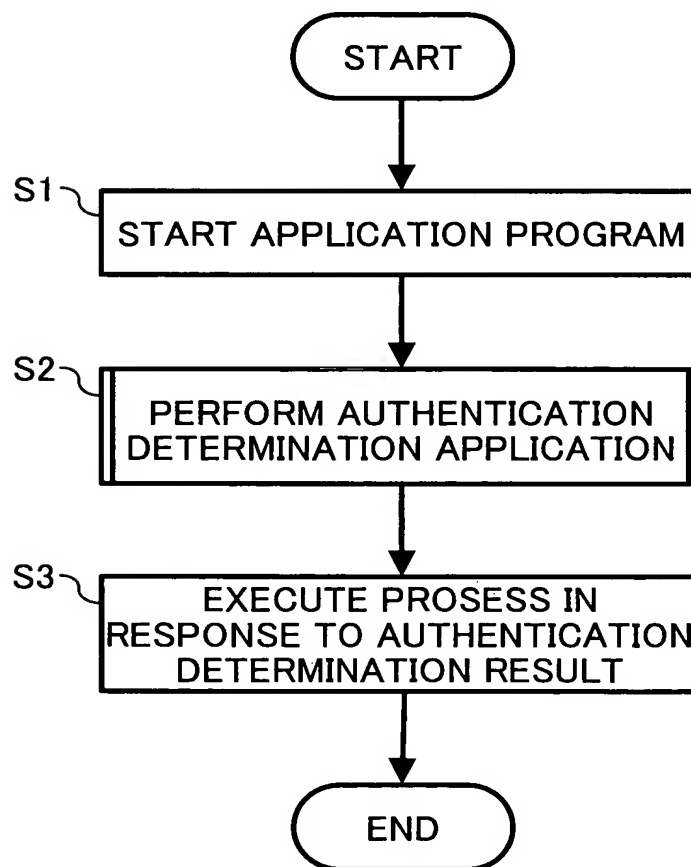 START
S1
START APPLICATION PROGRAM
S2
PERFORM AUTHENTICATION
DETERMINATION APPLICATION
S3
EXECUTE PROSESS IN
RESPONSE TO AUTHENTICATION
DETERMINATION RESULT
END